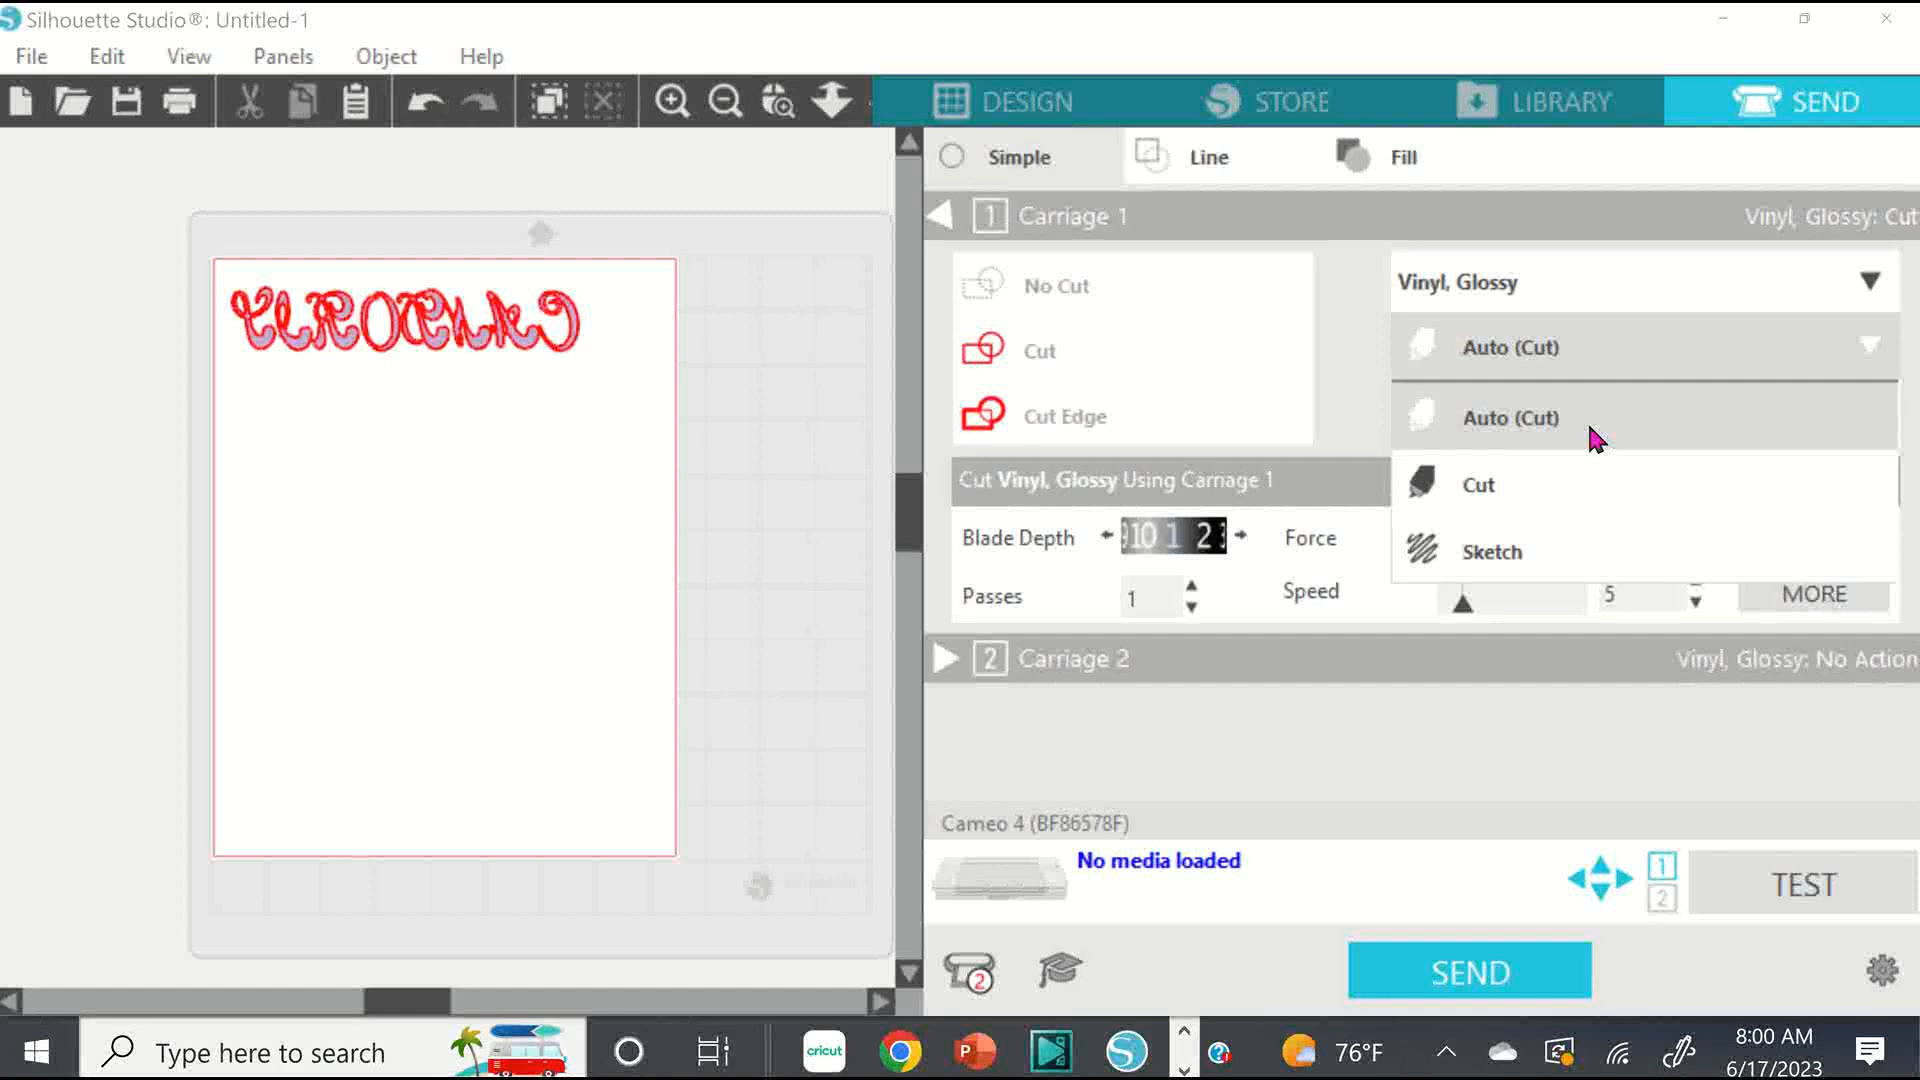 Silhouette Studio®: Untitled-1
File Edit View Panels Object Help
DESIGN STORE LIBRARY SEND
Simple Line Fill
1 Carriage 1 Vinyl, Glossy: Cut
No Cut
Cut
Cut Edge
Vinyl, Glossy
Auto (Cut)
Auto (Cut)
Cut
Sketch
Cut Vinyl, Glossy Using Carriage 1
Blade Depth 10 1 2 Force
Passes 1 Speed 5 MORE
2 Carriage 2 Vinyl, Glossy: No Action
Cameo 4 (BF86578F)
No media loaded
1
2
TEST
2
SEND
Type here to search
cricut
76°F
8:00 AM
6/17/2023